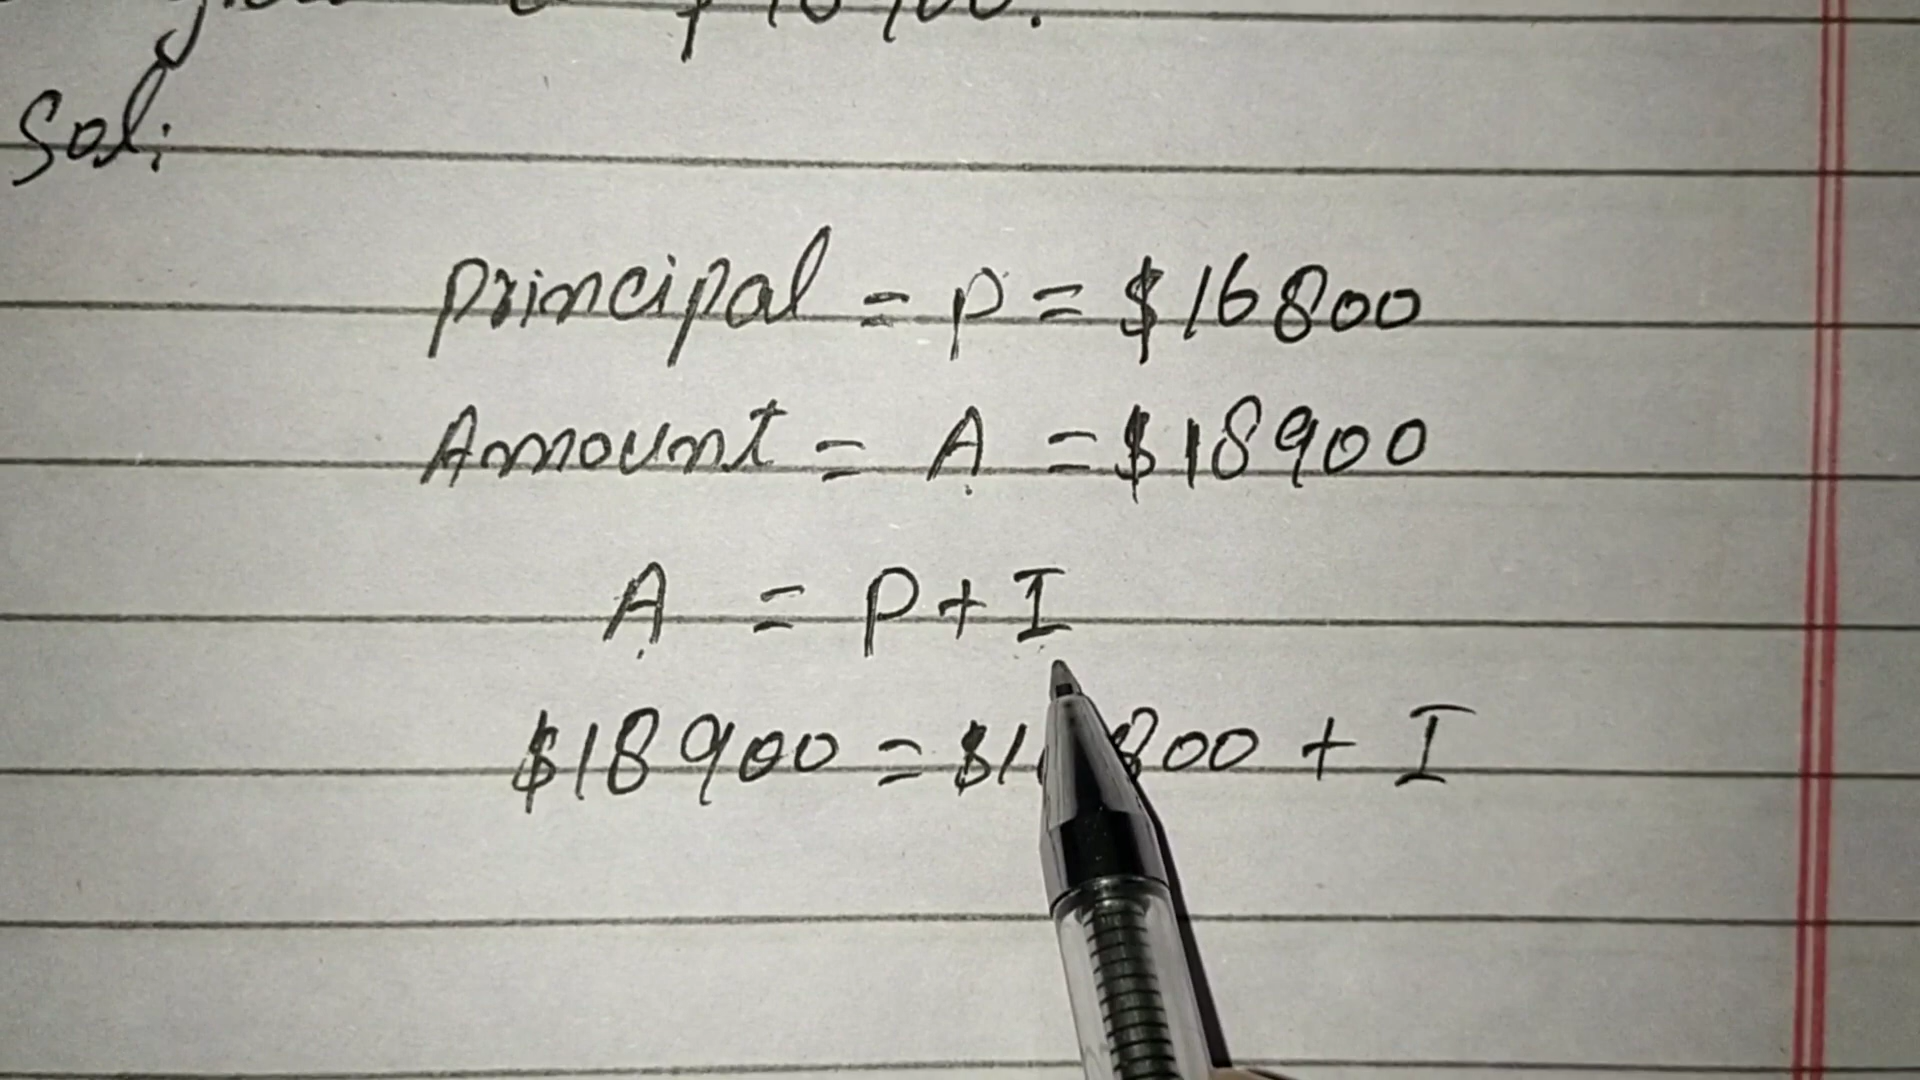 Sol:
Principal = P = $16800
Amount = A = $18900
A = P + I
$18900 = $1 800 + I